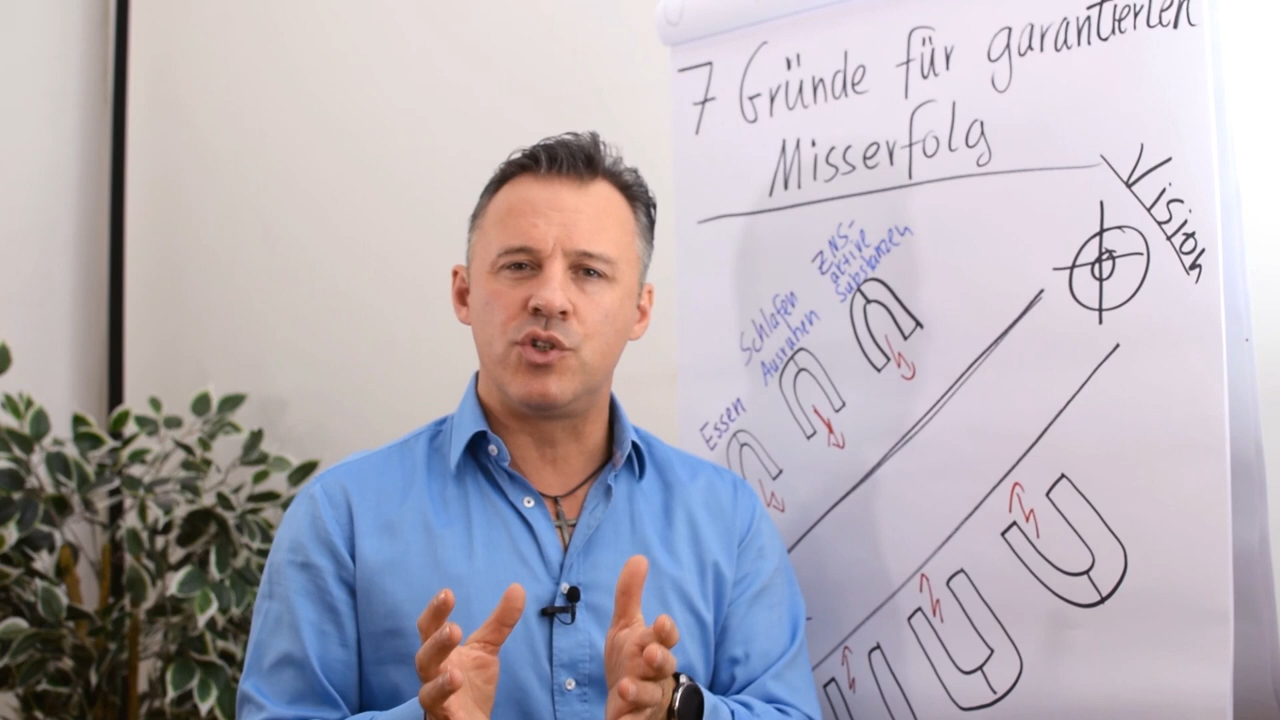 7 Gründe für garantierten
Misserfolg
Vision
ZNS-
aktive
Substanzen
Schlafen
Ausruhen
Essen